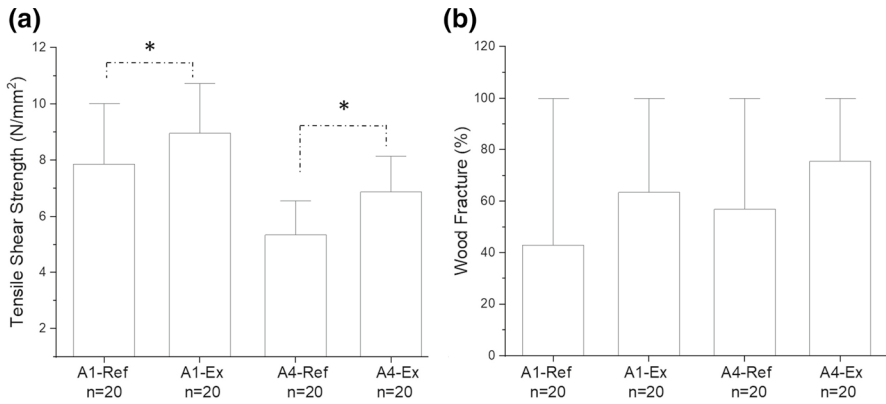 (a)
Tensile Shear Strength (N/mm²)
12
10
8
6
4
2
*
*
A1-Ref
n=20
A1-Ex
n=20
A4-Ref
n=20
A4-Ex
n=20
(b)
Wood Fracture (%)
120
100
80
60
40
20
0
A1-Ref
n=20
A1-Ex
n=20
A4-Ref
n=20
A4-Ex
n=20